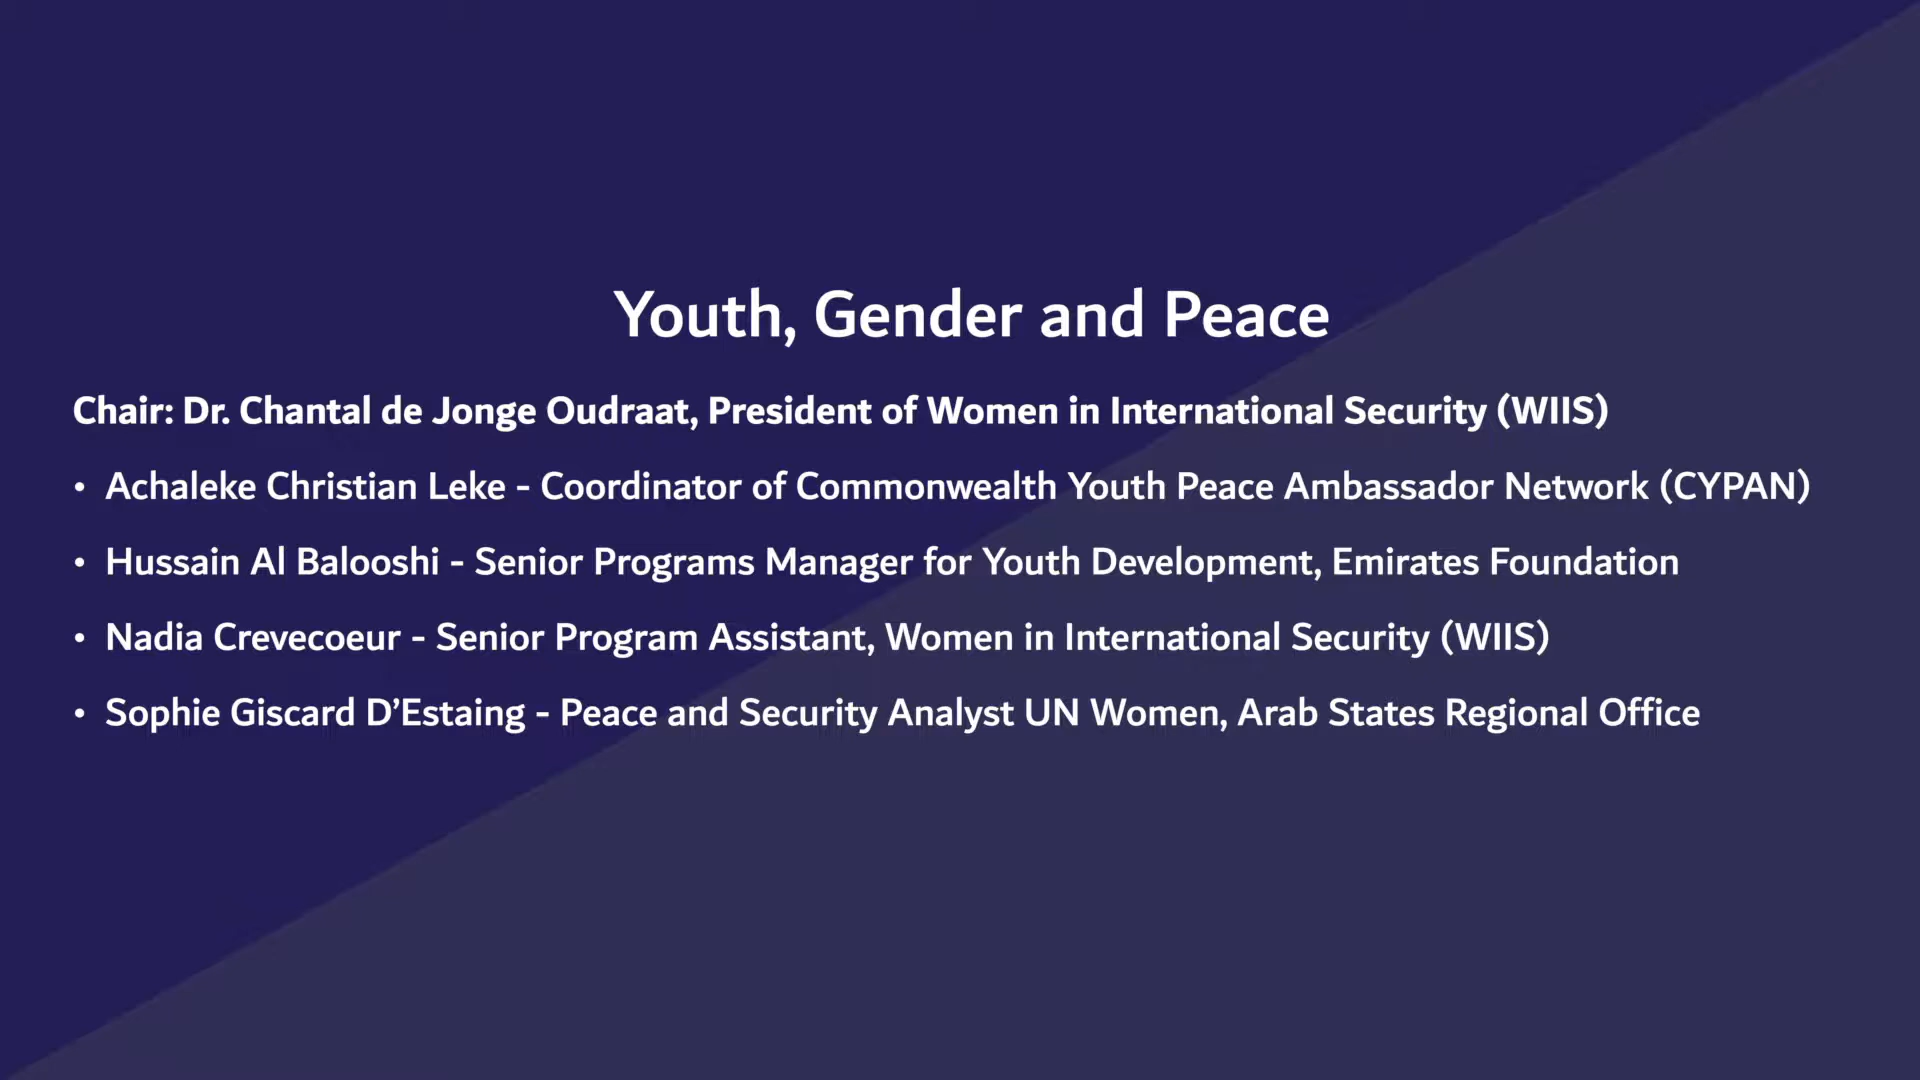 Youth, Gender and Peace
Chair: Dr. Chantal de Jonge Oudraat, President of Women in International Security (WIIS)
• Achaleke Christian Leke - Coordinator of Commonwealth Youth Peace Ambassador Network (CYPAN)
• Hussain Al Balooshi - Senior Programs Manager for Youth Development, Emirates Foundation
• Nadia Crevecoeur - Senior Program Assistant, Women in International Security (WIIS)
• Sophie Giscard D’Estaing - Peace and Security Analyst UN Women, Arab States Regional Office